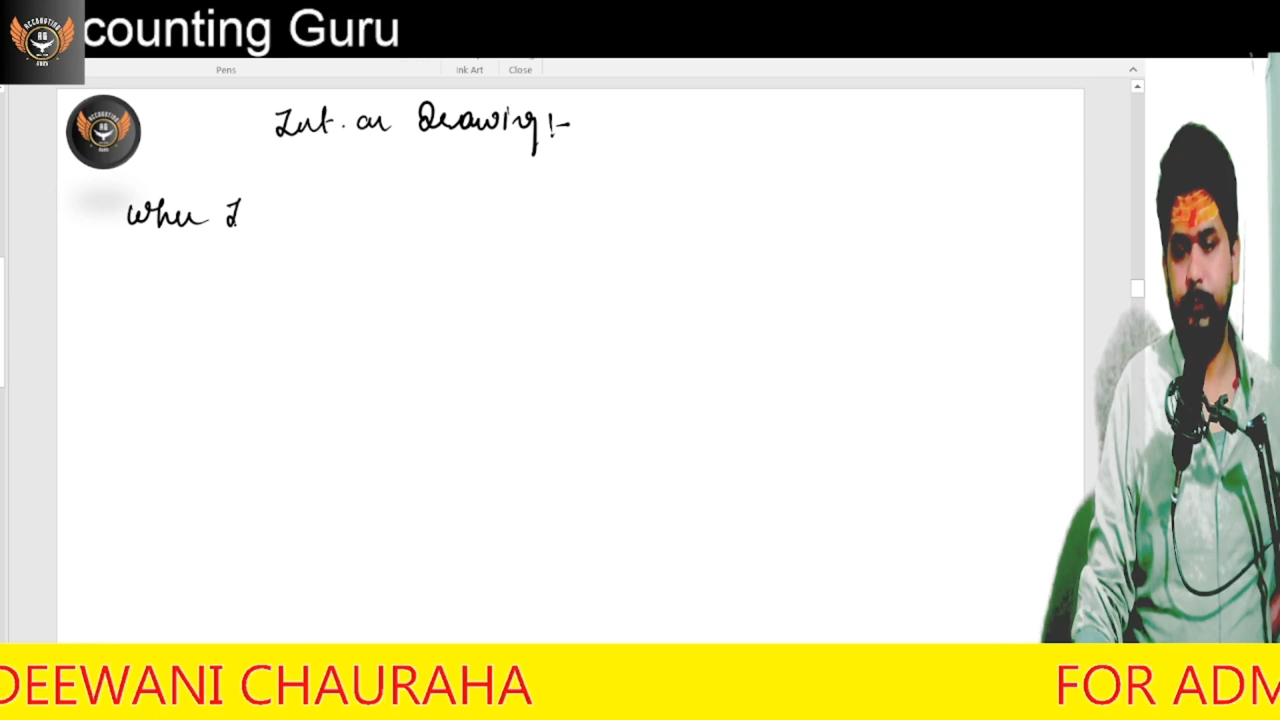 counting Guru
Pens
Ink Art
Close
Int. on Drawing :-
When I
DEEWANI CHAURAHA
FOR ADM